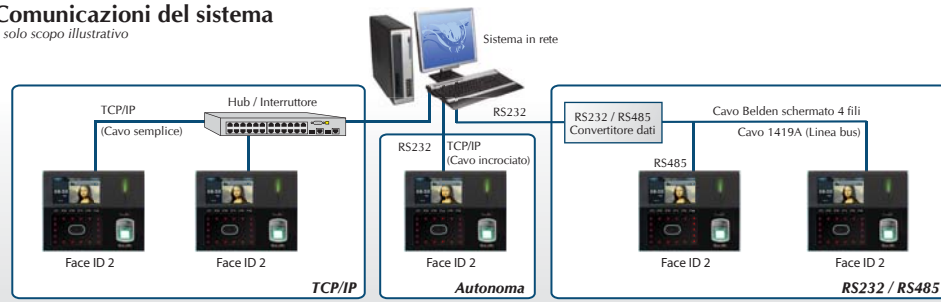 Comunicazioni del sistema
solo scopo illustrativo
Sistema in rete
TCP/IP
(Cavo semplice)
Hub / Interruttore
RS232
TCP/IP
(Cavo incrociato)
RS232
RS232 / RS485
Convertitore dati
Cavo Belden schermato 4 fili
Cavo 1419A (Linea bus)
RS485
Face ID 2
Face ID 2
Face ID 2
Face ID 2
Face ID 2
TCP/IP
Autonoma
RS232 / RS485